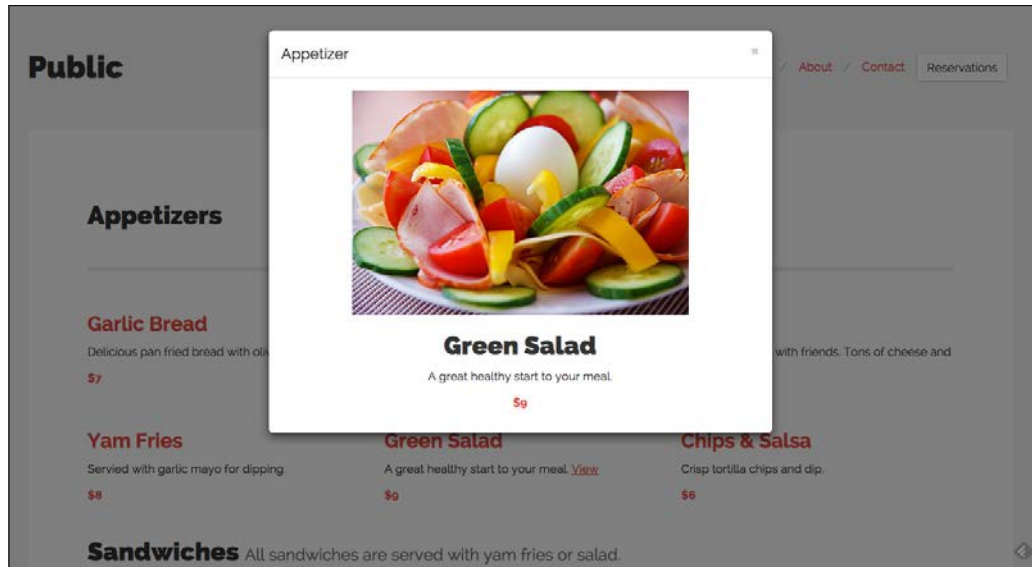 Public
/ About / Contact Reservations
Appetizer ×
Green Salad
A great healthy start to your meal.
$9
Appetizers
Garlic Bread
Delicious pan fried bread with
with friends. Tons of cheese and
$7
Yam Fries Green Salad Chips & Salsa
Servied with garlic mayo for dipping. A great healthy start to your meal. View Crisp tortilla chips and dip.
$8 $9 $6
Sandwiches All sandwiches are served with yam fries or salad.